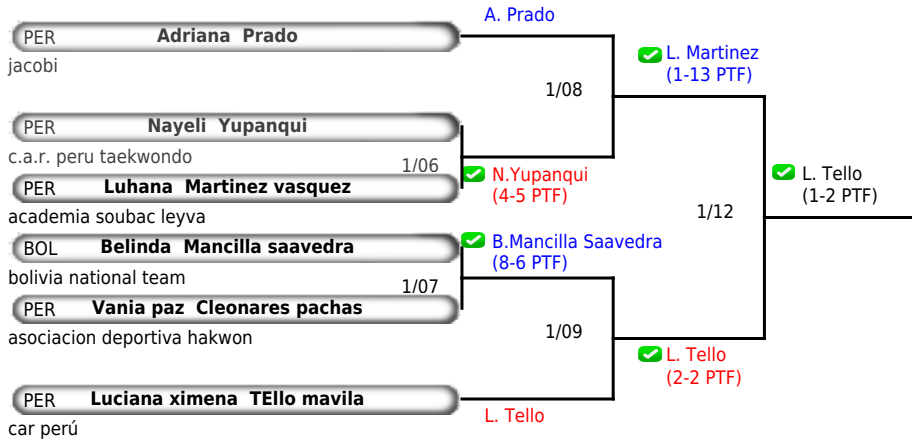 A. Prado
PER Adriana Prado
jacobi
L. Martinez
(1-13 PTF)
1/08
PER Nayeli Yupanqui
c.a.r. peru taekwondo
1/06
N.Yupanqui
(4-5 PTF)
PER Luhana Martinez vasquez
academia soubac leyva
L. Tello
(1-2 PTF)
1/12
BOL Belinda Mancilla saavedra
bolivia national team
B.Mancilla Saavedra
(8-6 PTF)
1/07
PER Vania paz Cleonares pachas
asociacion deportiva hakwon
1/09
L. Tello
(2-2 PTF)
PER Luciana ximena TEllo mavila
car perú
L. Tello